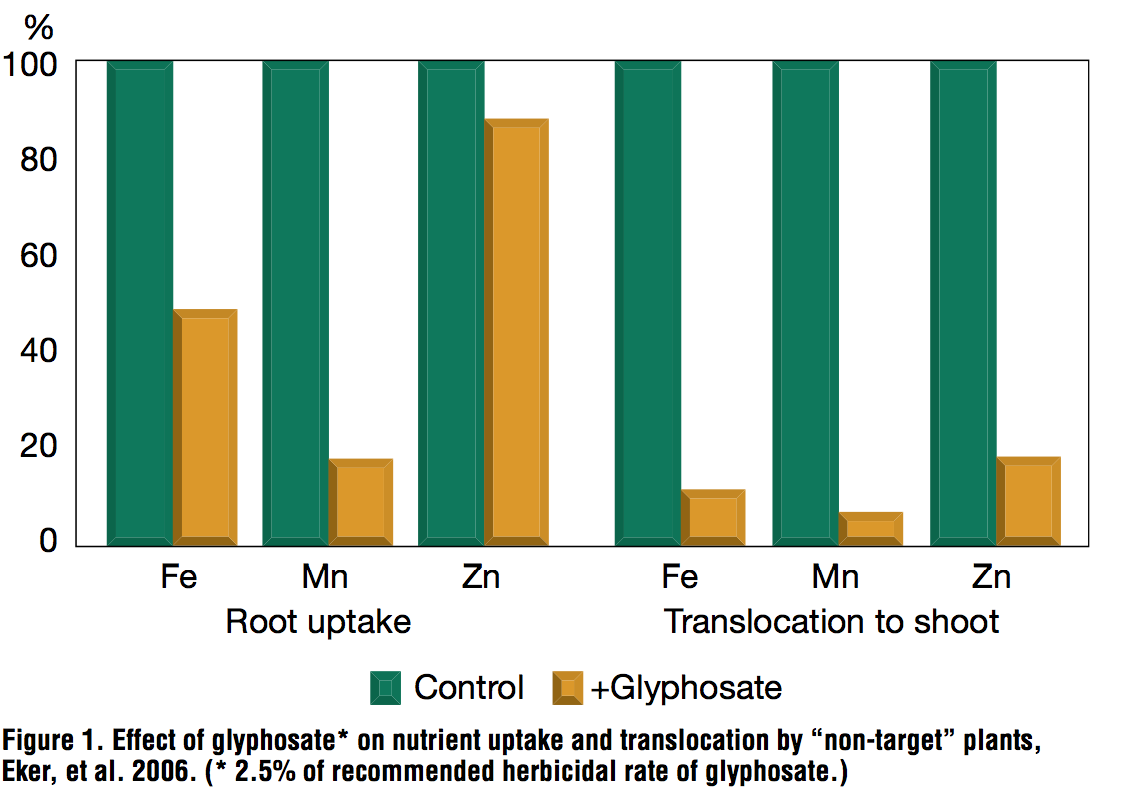 %
100
80
60
40
20
0
Fe Mn Zn Fe Mn Zn
Root uptake Translocation to shoot
Control +Glyphosate
Figure 1. Effect of glyphosate* on nutrient uptake and translocation by “non-target” plants,
Eker, et al. 2006. (* 2.5% of recommended herbicidal rate of glyphosate.)